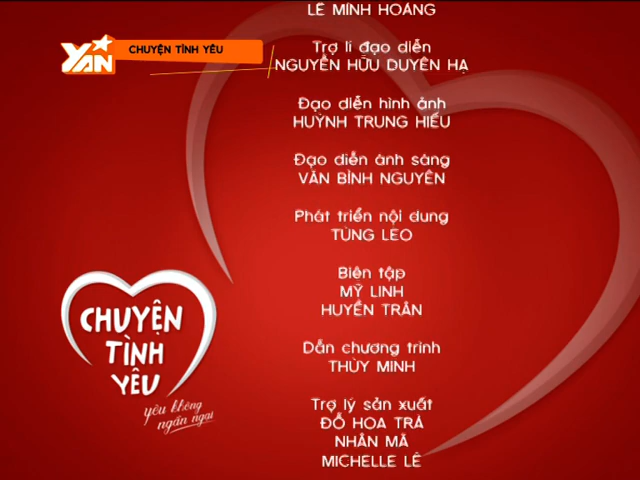 YAN
CHUYỆN TÌNH YÊU
LÊ MINH HOÀNG
Trợ lí đạo diễn
NGUYỄN HỮU DUYÊN HẠ
Đạo diễn hình ảnh
HUỲNH TRUNG HIẾU
Đạo diễn ánh sáng
VĂN BÌNH NGUYÊN
Phát triển nội dung
TÙNG LEO
Biên tập
MỸ LINH
HUYỀN TRÂN
Dẫn chương trình
THÙY MINH
Trợ lý sản xuất
ĐỖ HOA TRÀ
NHÂN MÃ
MICHELLE LÊ
CHUYỆN
TÌNH
YÊU
yêu không
ngần ngại